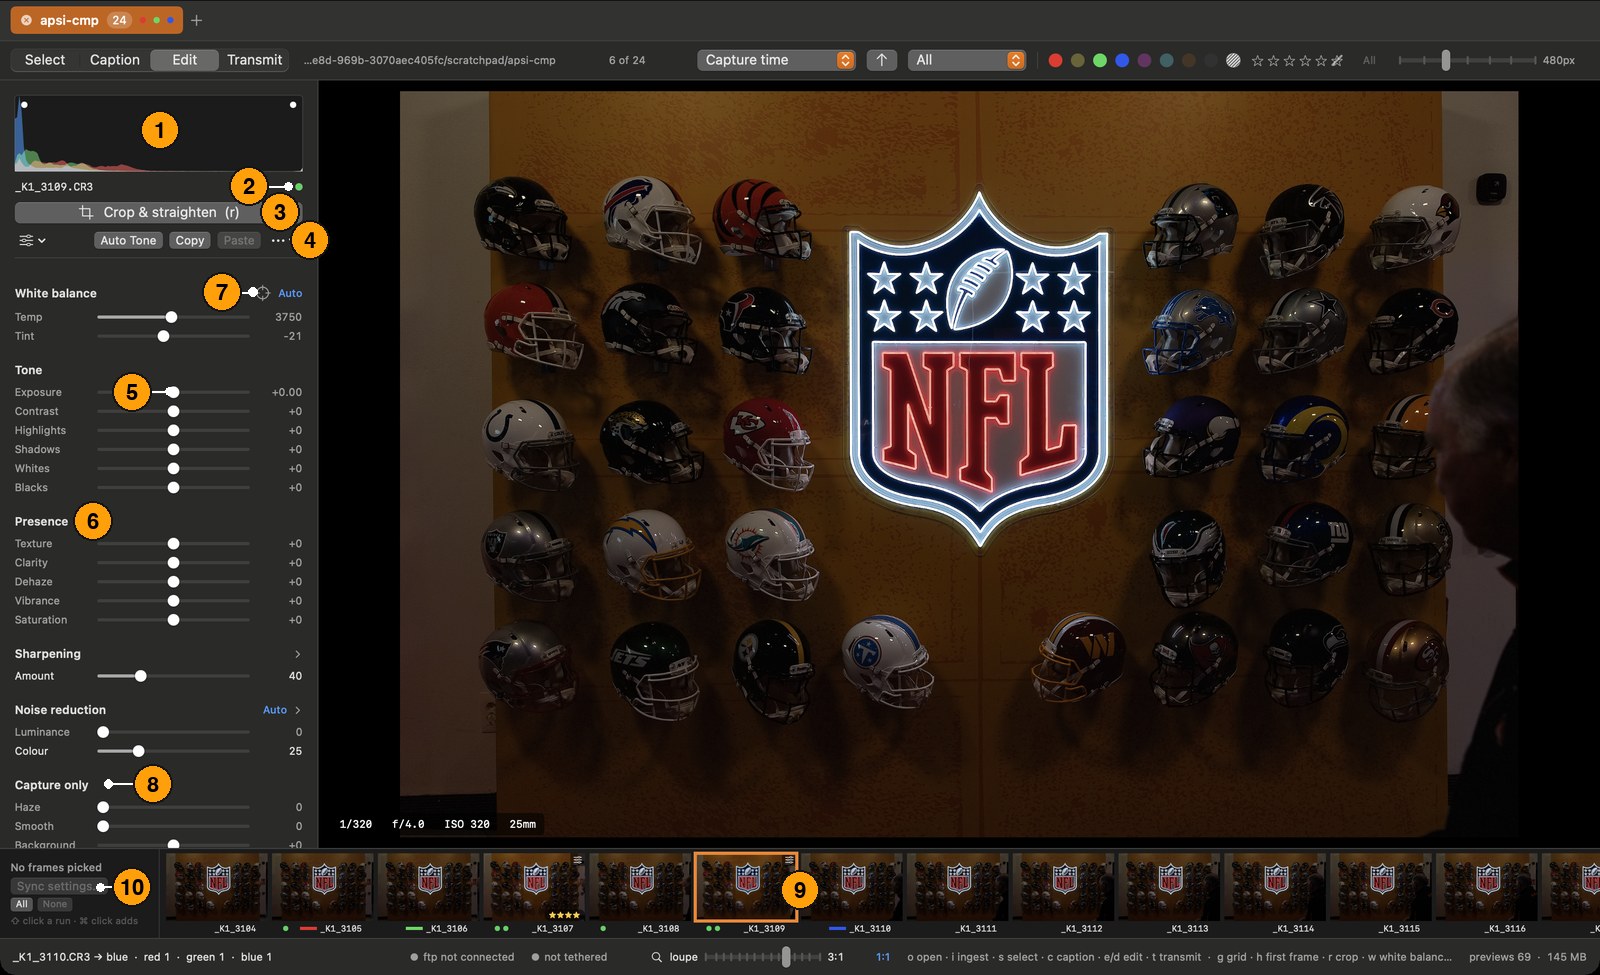 apsi-cmp 24
Select Caption Edit Transmit ...e8d-969b-3070aec405fc/scratchpad/apsi-cmp 6 of 24 Capture time All All 480px
1
_K1_3109.CR3 2
Crop & straighten (r) 3
Auto Tone Copy Paste 4
White balance 7 Auto
Temp 3750
Tint -21
Tone
Exposure 5 +0.00
Contrast +0
Highlights +0
Shadows +0
Whites +0
Blacks +0
Presence 6
Texture +0
Clarity +0
Dehaze +0
Vibrance +0
Saturation +0
Sharpening
Amount 40
Noise reduction Auto
Luminance 0
Colour 25
Capture only 8
Haze 0
Smooth 0
Background +0
NFL
JETS
1/320 f/4.0 ISO 320 25mm
No frames picked
Sync settings... 10
All None
click a run · ⌘ click adds
9
_K1_3104 _K1_3105 _K1_3106 _K1_3107 _K1_3108 _K1_3109 _K1_3110 _K1_3111 _K1_3112 _K1_3113 _K1_3114 _K1_3115 _K1_3116
_K1_3110.CR3 → blue · red 1 · green 1 · blue 1 ftp not connected not tethered loupe 3:1 1:1 o open · i ingest · s select · c caption · e/d edit · t transmit · g grid · h first frame · r crop · w white balanc... previews 69 · 145 MB